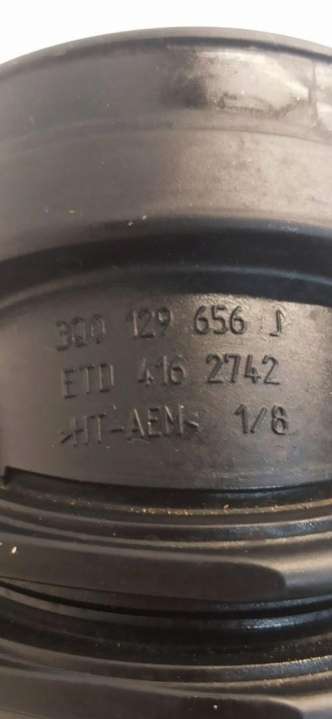 3Q0 129 656 J
ETD 416 2742
>HT-AEM< 1/8